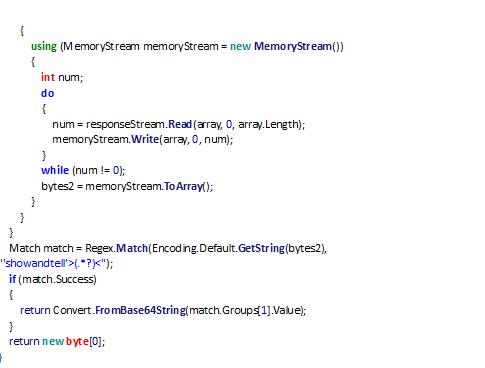 {
using (MemoryStream memoryStream = new MemoryStream())
{
int num;
do
{
num = responseStream.Read(array, 0, array.Length);
memoryStream.Write(array, 0, num);
}
while (num != 0);
bytes2 = memoryStream.ToArray();
}
}
}
Match match = Regex.Match(Encoding.Default.GetString(bytes2),
"showandtell'>(.*?)<");
if (match.Success)
{
return Convert.FromBase64String(match.Groups[1].Value);
}
return new byte[0];
}